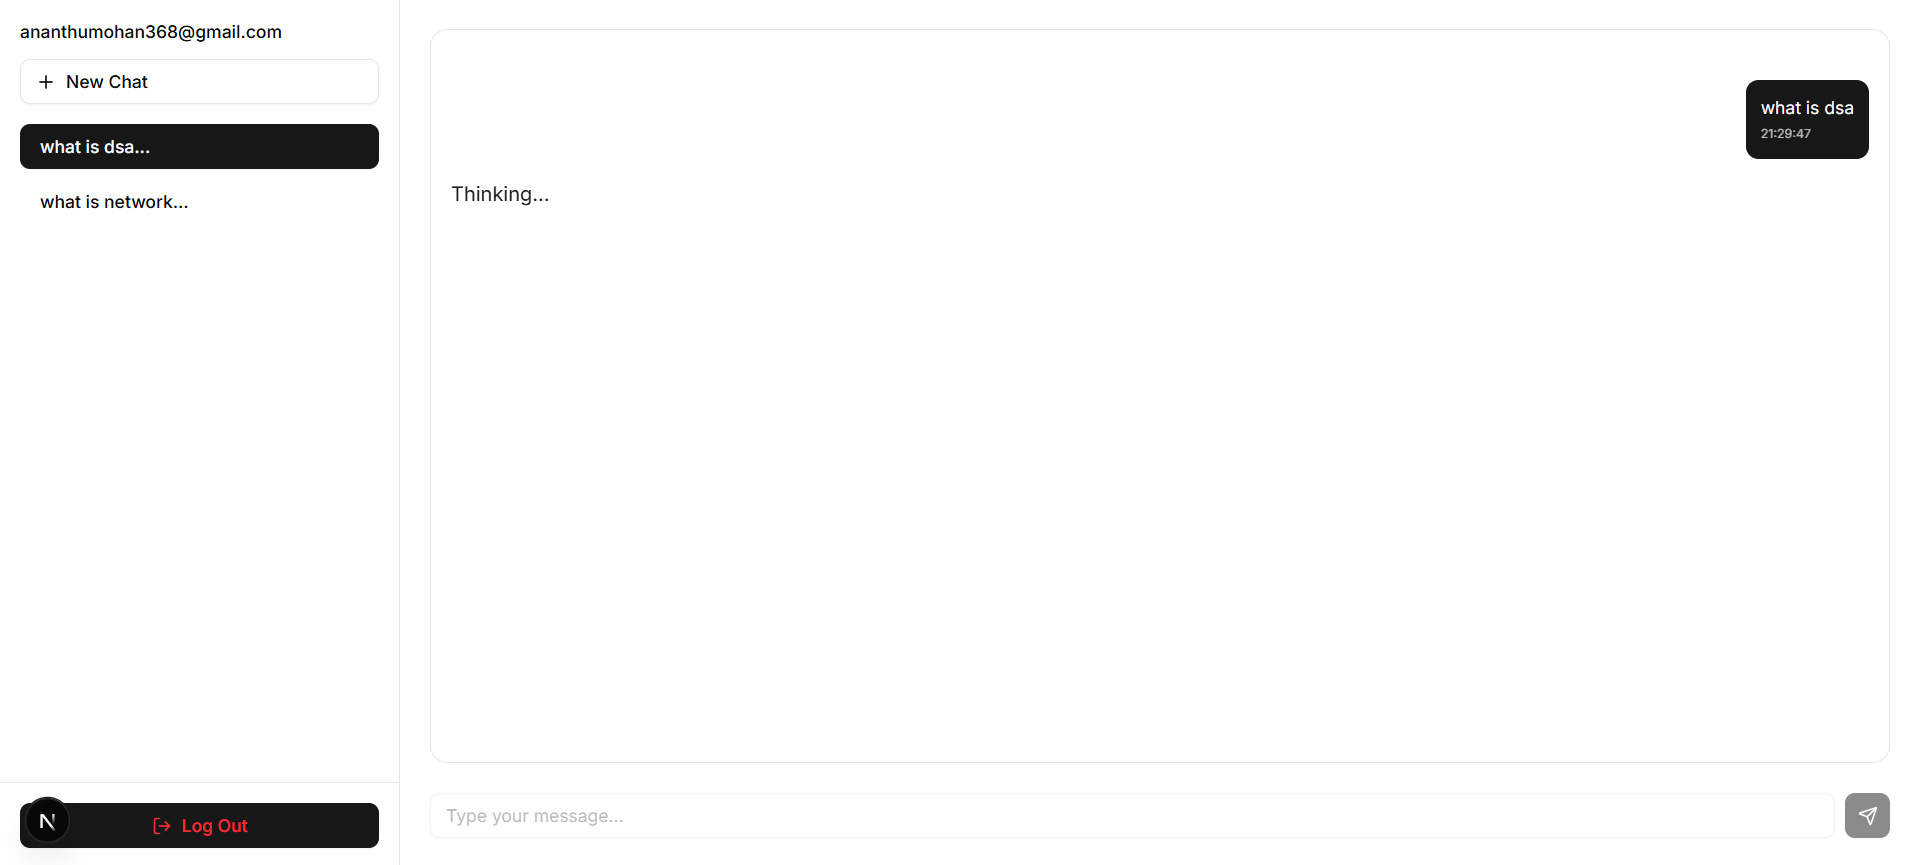 ananthumohan368@gmail.com
New Chat
what is dsa...
what is network...
what is dsa
21:29:47
Thinking...
Type your message...
N
Log Out